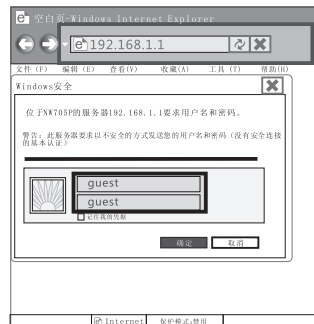 空白页-Windows Internet Explorer
192.168.1.1
文件(F) 编辑(E) 查看(V) 收藏(A) 工具(T) 帮助(H)
Windows安全
位于NW705P的服务器192.168.1.1要求用户名和密码。
警告：此服务器要求以不安全的方式发送您的用户名和密码（没有安全连接
的基本认证）
guest
guest
记住我的凭据
确定 取消
Internet 保护模式:禁用